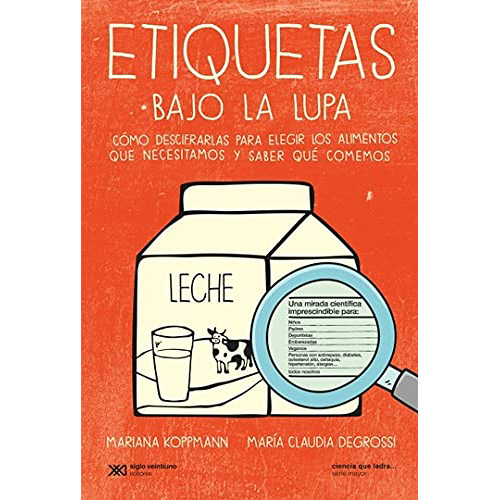 ETIQUETAS
BAJO LA LUPA
CÓMO DESCIFRARLAS PARA ELEGIR LOS ALIMENTOS
QUE NECESITAMOS Y SABER QUÉ COMEMOS
LECHE
Una mirada científica
imprescindible para:
Niños
Padres
Deportistas
Embarazadas
Veganos
Personas con sobrepeso, diabetes,
colesterol alto, celiaquía,
hipertensión, alergias...
todos nosotros
MARIANA KOPPMANN MARÍA CLAUDIA DEGROSSI
siglo veintiuno
editores
ciencia que ladra...
serie mayor